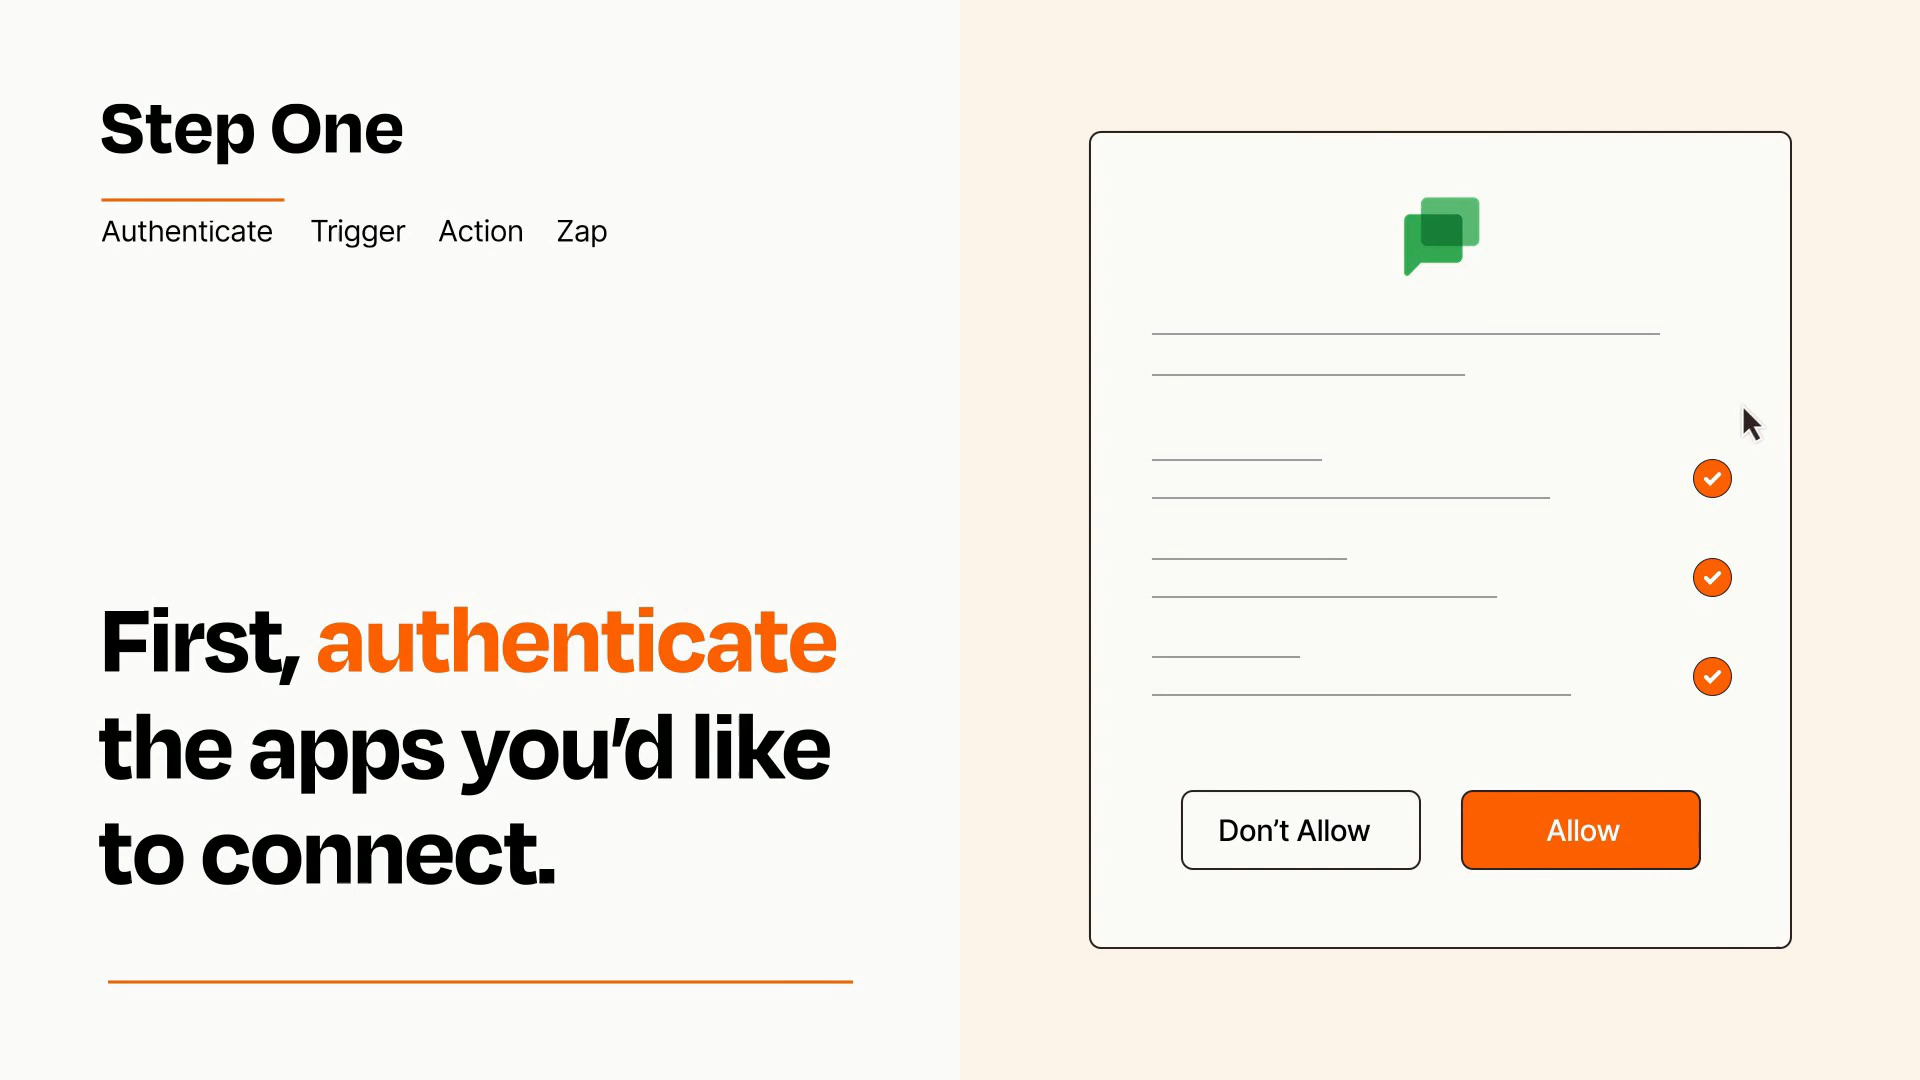 Step One
Authenticate Trigger Action Zap
First, authenticate
the apps you’d like
to connect.
Don’t Allow
Allow